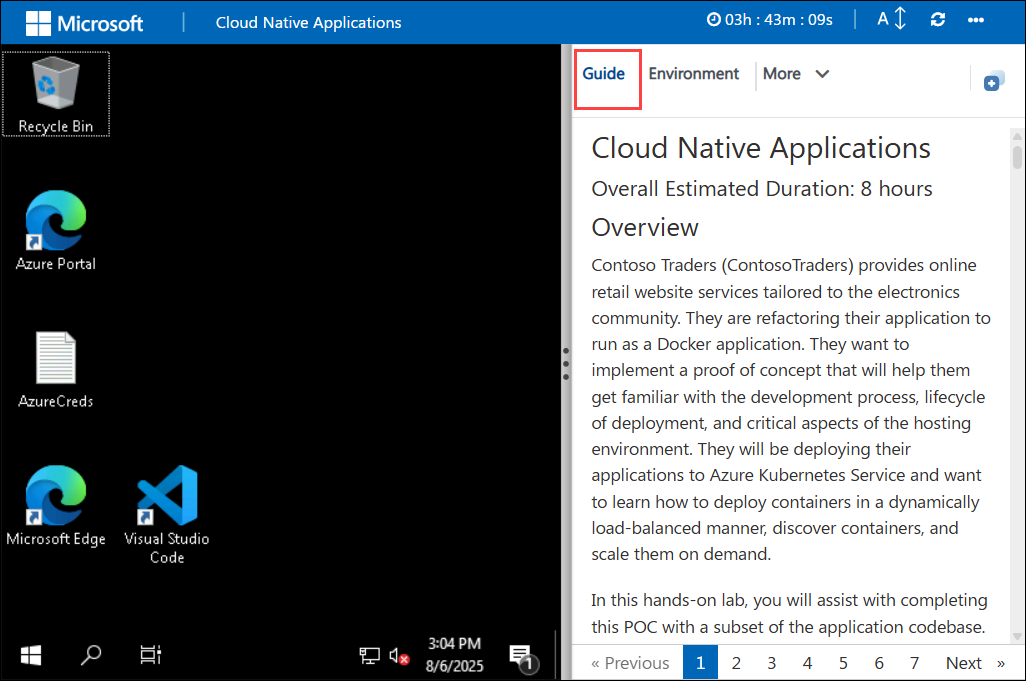 Microsoft
Cloud Native Applications
03h : 43m : 09s
A
Recycle Bin
Azure Portal
AzureCreds
Microsoft Edge
Visual Studio
Code
3:04 PM
8/6/2025
1
Guide
Environment
More
Cloud Native Applications
Overall Estimated Duration: 8 hours
Overview
Contoso Traders (ContosoTraders) provides online
retail website services tailored to the electronics
community. They are refactoring their application to
run as a Docker application. They want to
implement a proof of concept that will help them
get familiar with the development process, lifecycle
of deployment, and critical aspects of the hosting
environment. They will be deploying their
applications to Azure Kubernetes Service and want
to learn how to deploy containers in a dynamically
load-balanced manner, discover containers, and
scale them on demand.
In this hands-on lab, you will assist with completing
this POC with a subset of the application codebase.
« Previous 1 2 3 4 5 6 7 Next »